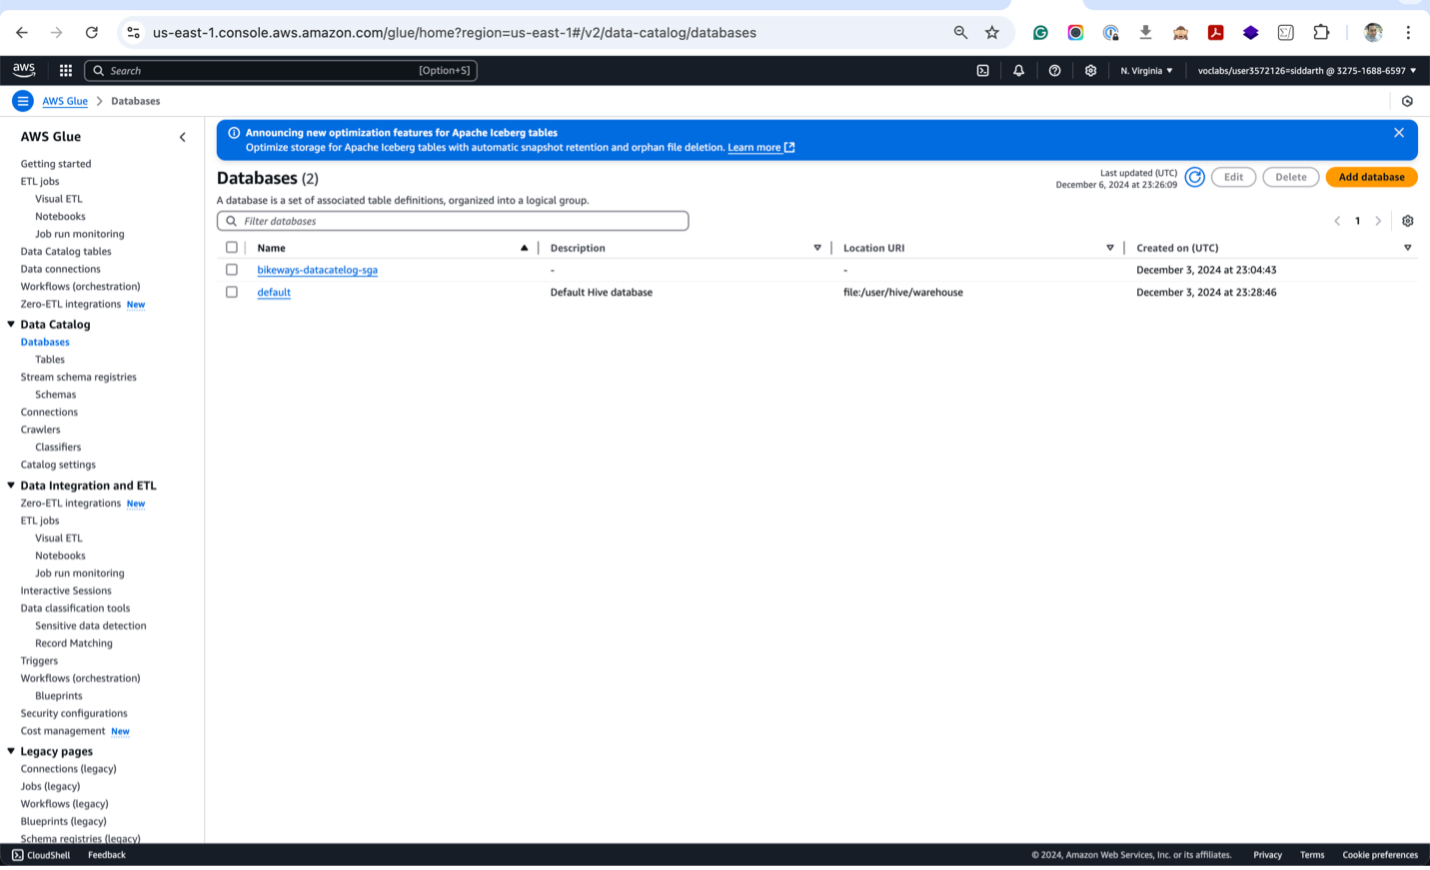 us-east-1.console.aws.amazon.com/glue/home?region=us-east-1#/v2/data-catalog/databases
aws
Search
[Option+S]
N. Virginia ▼
voclabs/user3572126=siddarth @ 3275-1688-6597 ▼
AWS Glue > Databases
AWS Glue
Getting started
ETL jobs
Visual ETL
Notebooks
Job run monitoring
Data Catalog tables
Data connections
Workflows (orchestration)
Zero-ETL integrations New
Data Catalog
Databases
Tables
Stream schema registries
Schemas
Connections
Crawlers
Classifiers
Catalog settings
Data Integration and ETL
Zero-ETL integrations New
ETL jobs
Visual ETL
Notebooks
Job run monitoring
Interactive Sessions
Data classification tools
Sensitive data detection
Record Matching
Triggers
Workflows (orchestration)
Blueprints
Security configurations
Cost management New
Legacy pages
Connections (legacy)
Jobs (legacy)
Workflows (legacy)
Blueprints (legacy)
Schema registries (legacy)
Announcing new optimization features for Apache Iceberg tables
Optimize storage for Apache Iceberg tables with automatic snapshot retention and orphan file deletion. Learn more
Databases (2)
Last updated (UTC)
December 6, 2024 at 23:26:09
Edit
Delete
Add database
A database is a set of associated table definitions, organized into a logical group.
Filter databases
1
Name Description Location URI Created on (UTC)
bikeways-datacatelog-sga - - December 3, 2024 at 23:04:43
default Default Hive database file:/user/hive/warehouse December 3, 2024 at 23:28:46
CloudShell Feedback © 2024, Amazon Web Services, Inc. or its affiliates. Privacy Terms Cookie preferences